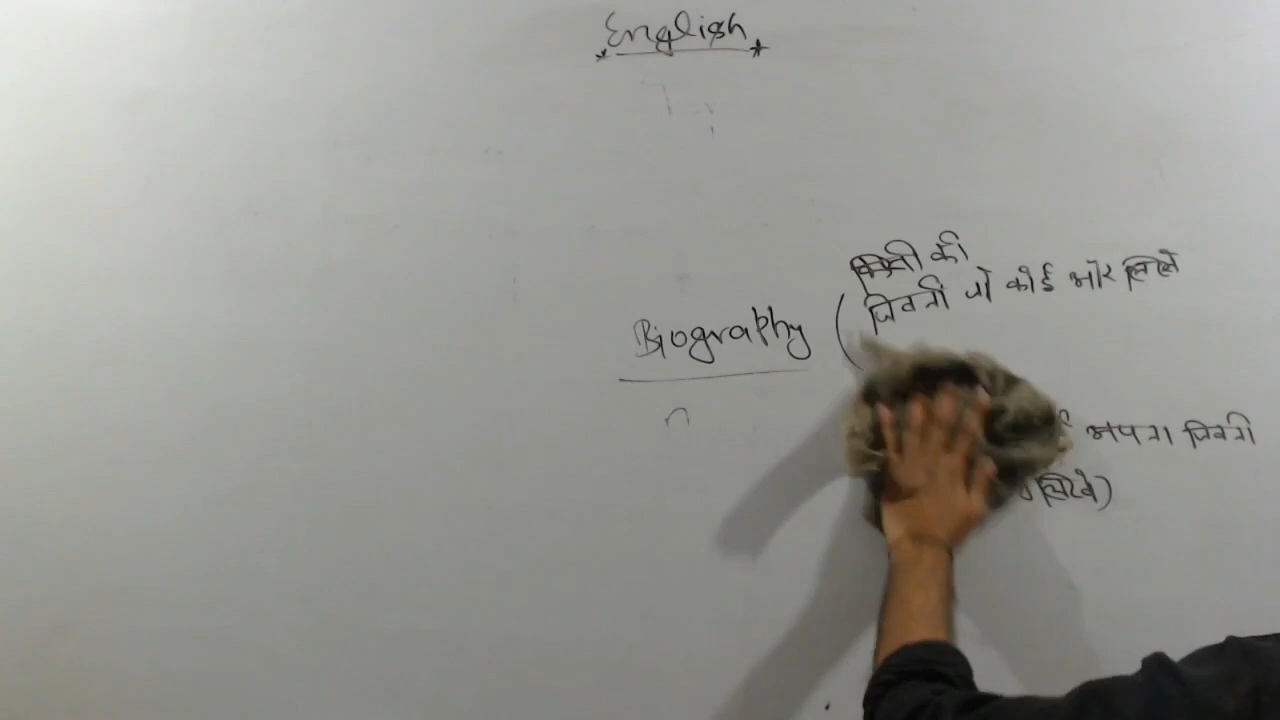 English
किसी की
Biography ( जिवनी जो कोई और लिखे
अपना जिवनी
लिखे)